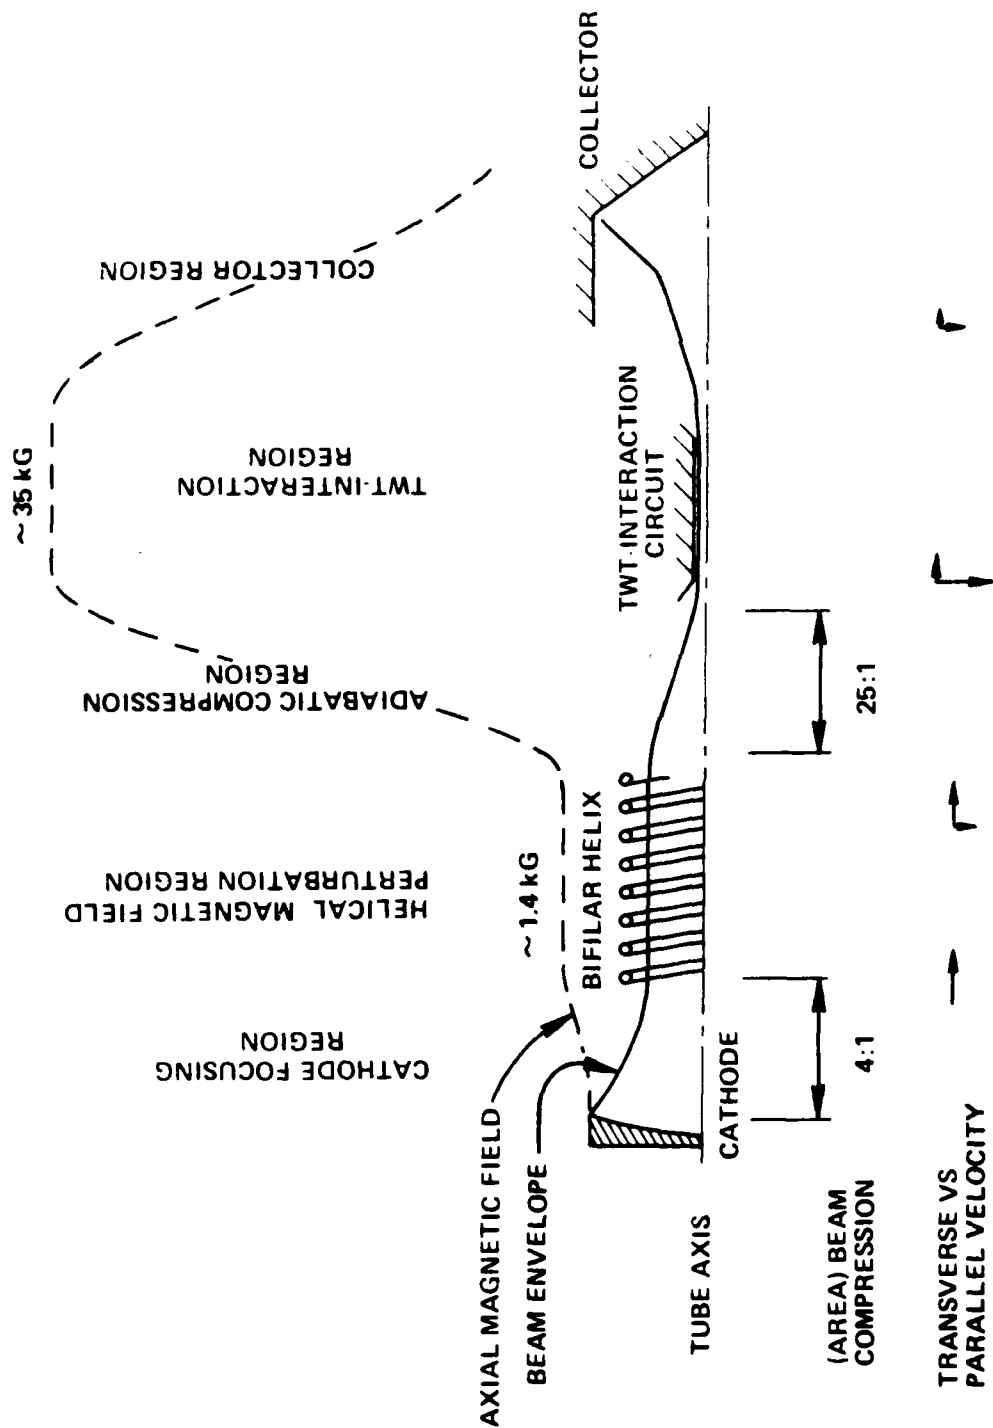 ~ 35 kG
CATHODE FOCUSING
REGION
HELICAL MAGNETIC FIELD
PERTURBATION REGION
ADIABATIC COMPRESSION
REGION
TWT-INTERACTION
REGION
COLLECTOR REGION
AXIAL MAGNETIC FIELD
~ 1.4 kG
BEAM ENVELOPE
BIFILAR HELIX
TWT-INTERACTION
CIRCUIT
COLLECTOR
TUBE AXIS
CATHODE
(AREA) BEAM
COMPRESSION
4:1
25:1
TRANSVERSE VS
PARALLEL VELOCITY